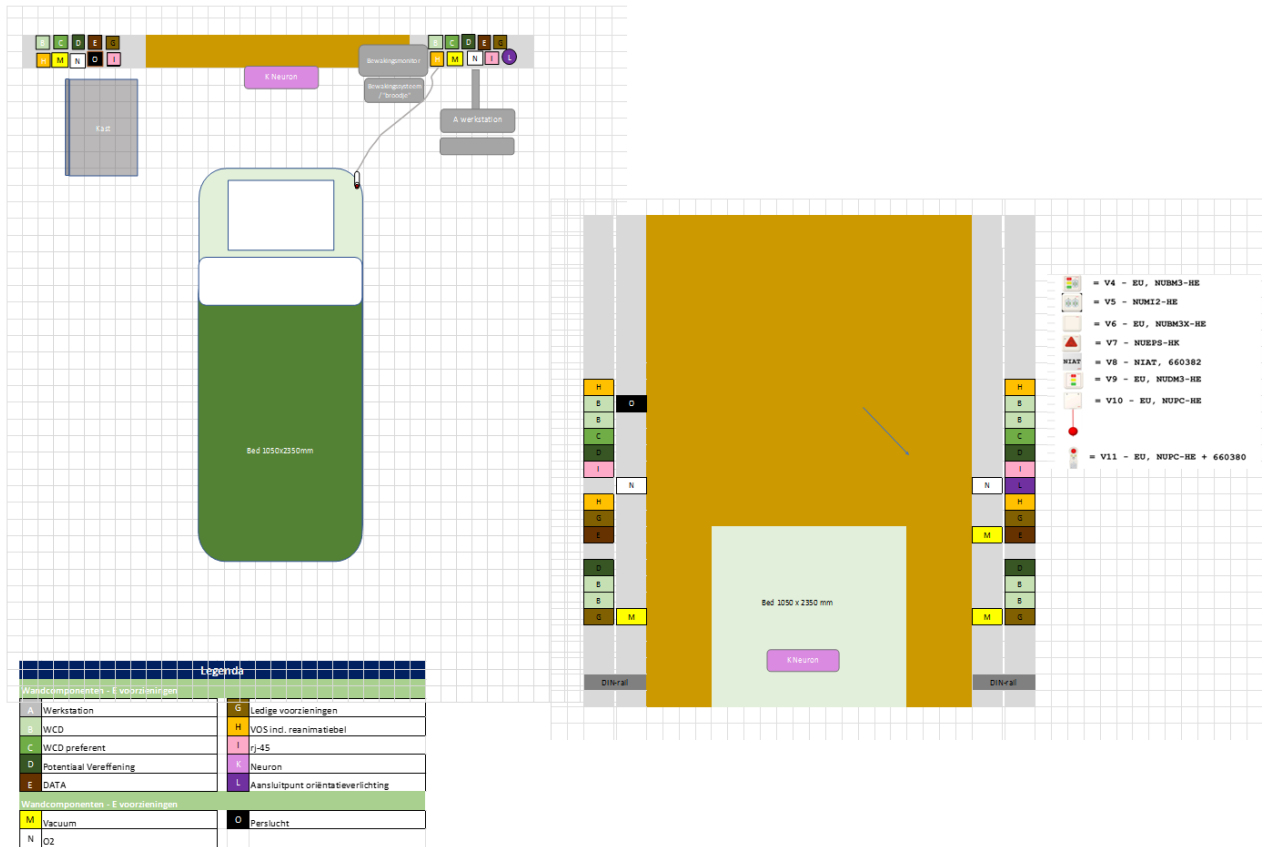 B C D E G
H M N O I
K Neuron
Bewakingsmonitor
Bewakingssysteem
/ "broodje"
B C D E G
H M N I L
Kast
A werkstation
Bed 1050x2350mm
H
B
B
C
D
I
H
G
E
D
B
B
G
O
N
M
DIN-rail
Bed 1050 x 2350 mm
K Neuron
N
M
M
H
B
B
C
D
I
L
H
G
E
D
B
B
G
DIN-rail
= V4 - EU, NUBM3-HE
= V5 - NUMI2-HE
= V6 - EU, NUBM3X-HE
= V7 - NUEPS-HK
NIAT = V8 - NIAT, 660382
= V9 - EU, NUDM3-HE
= V10 - EU, NUPC-HE
= V11 - EU, NUPC-HE + 660380
Legenda
Wandcomponenten - E voorzieningen
A Werkstation
G Ledige voorzieningen
B WCD
H VOS incl. reanimatiebel
C WCD preferent
I rj-45
D Potentiaal Vereffening
K Neuron
E DATA
L Aansluitpunt oriëntatieverlichting
Wandcomponenten - E voorzieningen
M Vacuum
O Perslucht
N O2